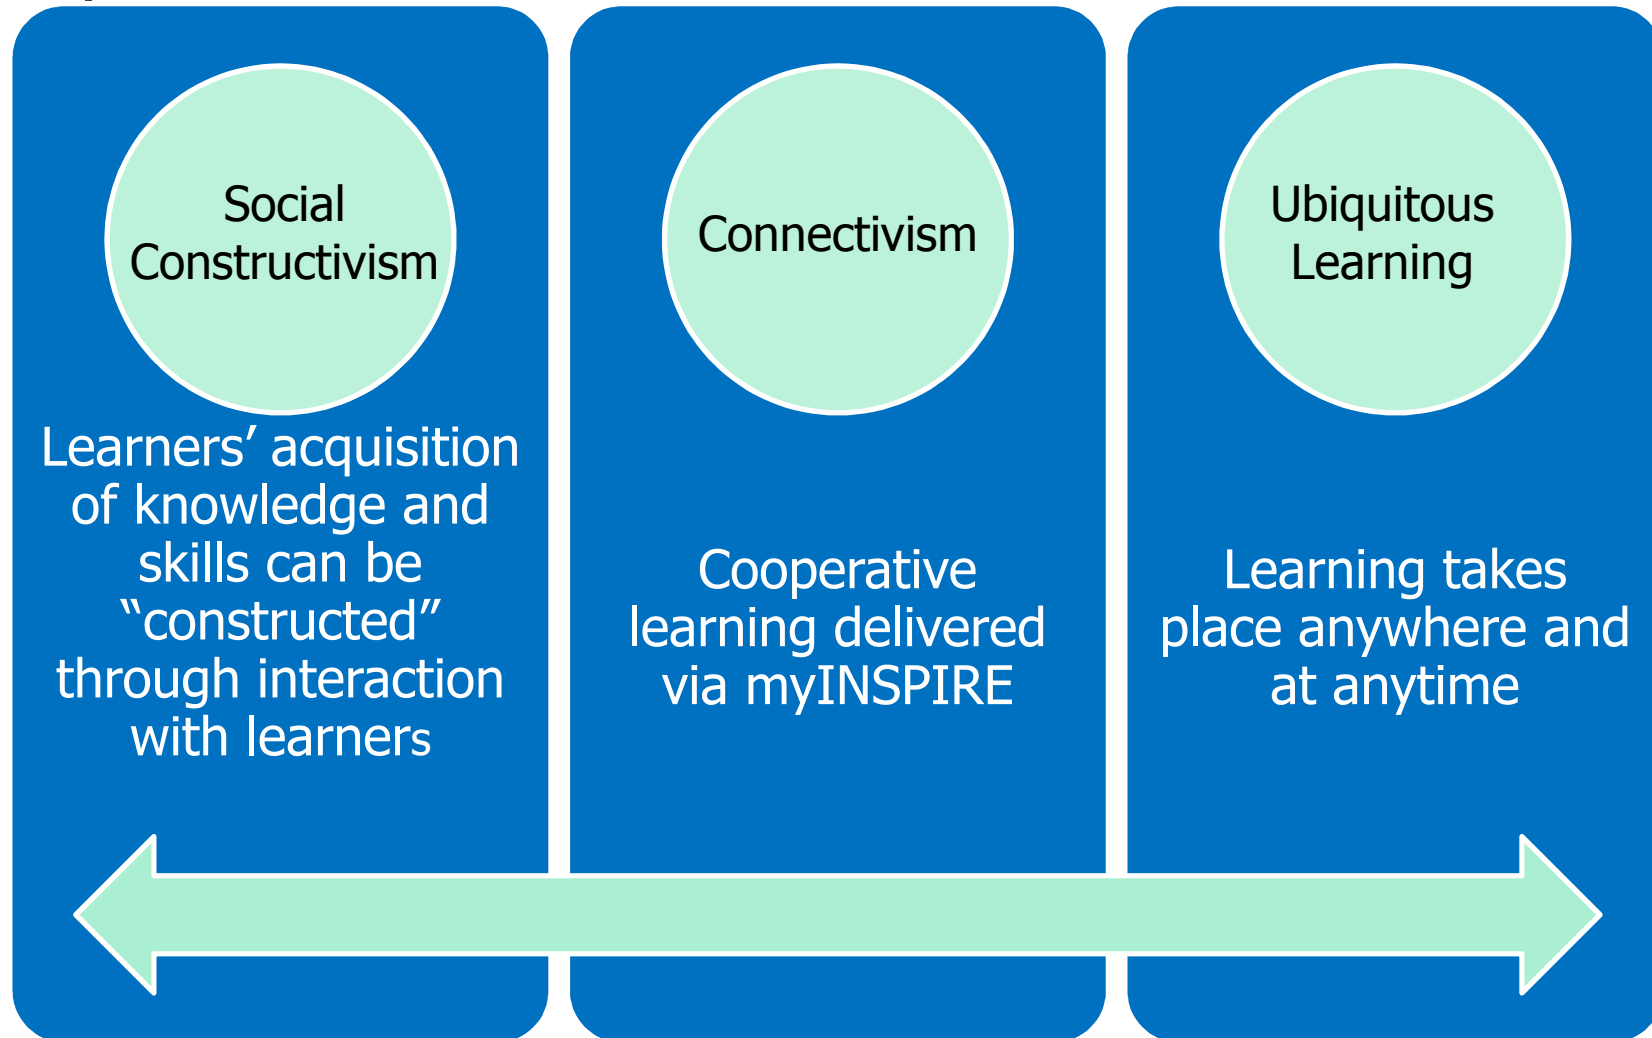 Social
Constructivism
Learners’ acquisition
of knowledge and
skills can be
“constructed”
through interaction
with learners
Connectivism
Cooperative
learning delivered
via myINSPIRE
Ubiquitous
Learning
Learning takes
place anywhere and
at anytime